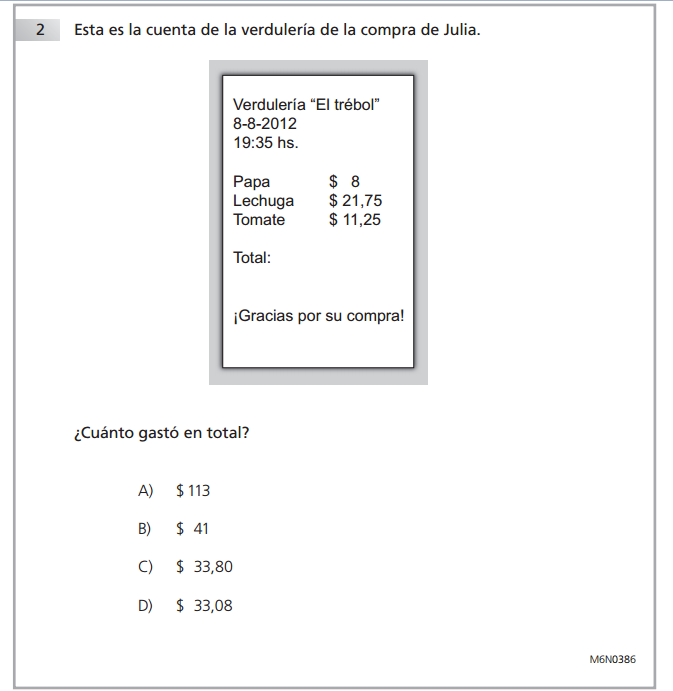 2 Esta es la cuenta de la verdulería de la compra de Julia.
Verdulería “El trébol”
8-8-2012
19:35 hs.
Papa $ 8
Lechuga $ 21,75
Tomate $ 11,25
Total:
¡Gracias por su compra!
¿Cuánto gastó en total?
A) $ 113
B) $ 41
C) $ 33,80
D) $ 33,08
M6N0386